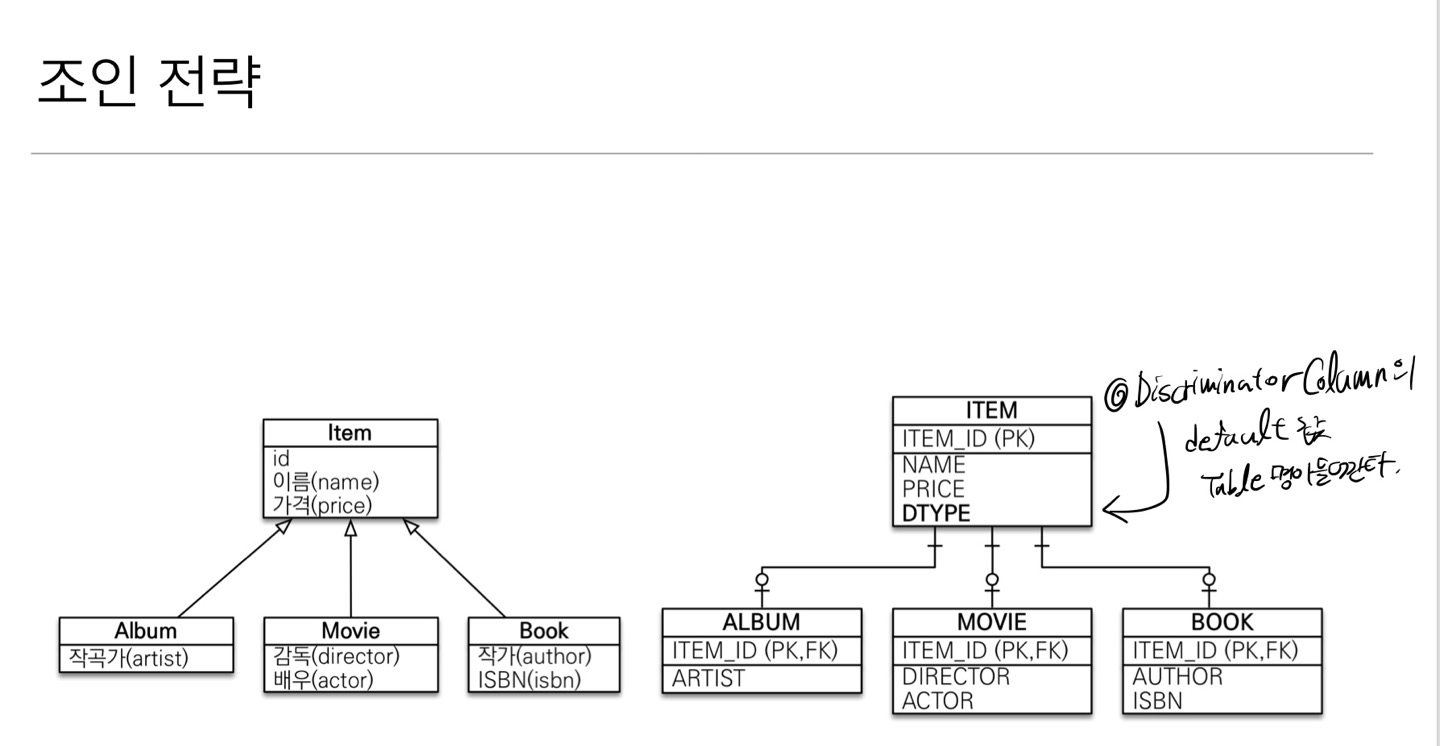 조인 전략
Item
id
이름(name)
가격(price)
Album
작곡가(artist)
Movie
감독(director)
배우(actor)
Book
작가(author)
ISBN(isbn)
ITEM
ITEM_ID (PK)
NAME
PRICE
DTYPE
@DiscriminatorColumn의
default 값
Table 명이들어간다.
ALBUM
ITEM_ID (PK,FK)
ARTIST
MOVIE
ITEM_ID (PK,FK)
DIRECTOR
ACTOR
BOOK
ITEM_ID (PK,FK)
AUTHOR
ISBN